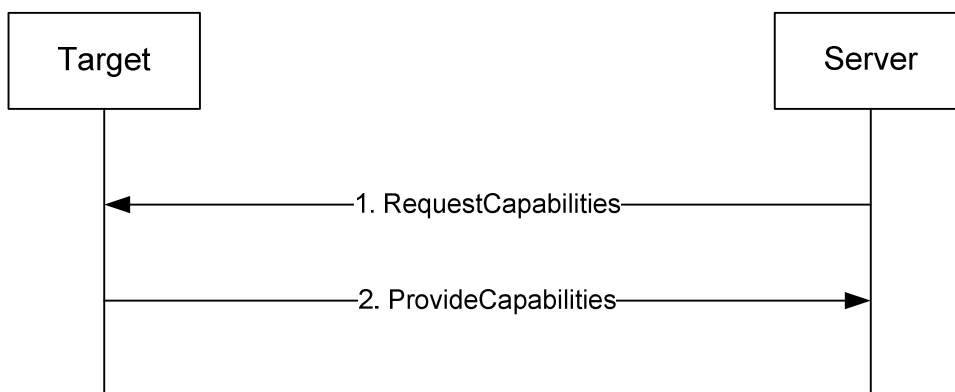 Target
Server
1. RequestCapabilities
2. ProvideCapabilities